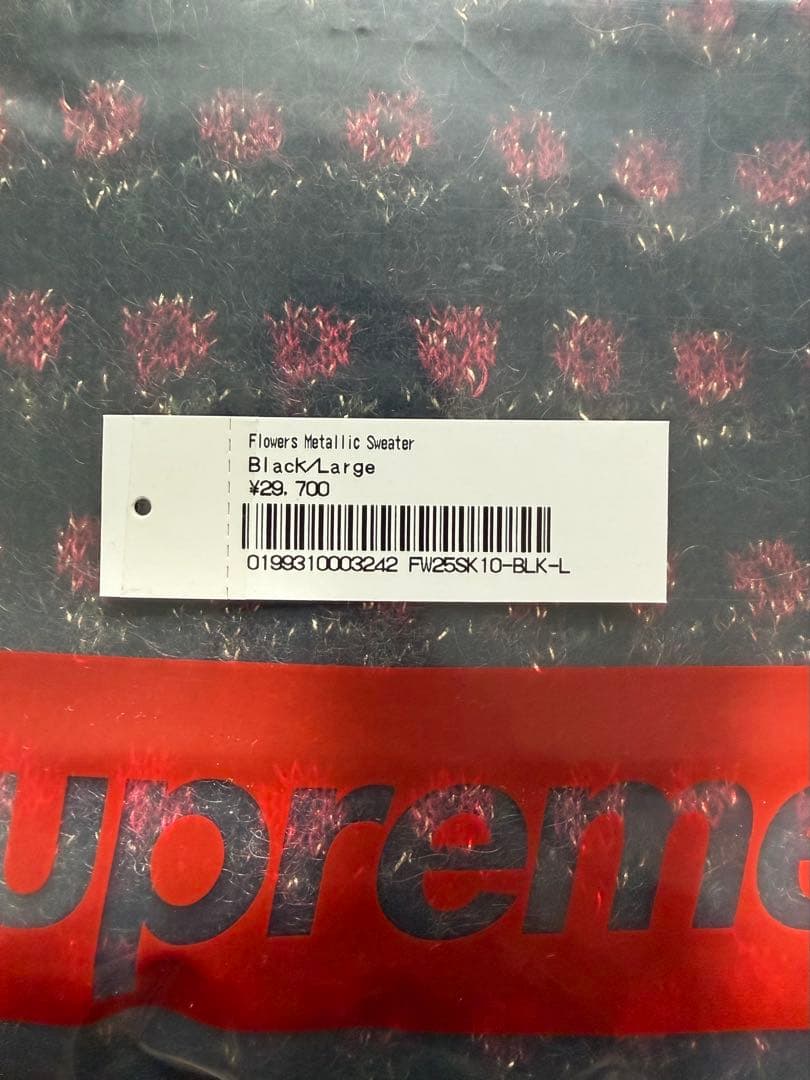 Flowers Metallic Sweater
Black/Large
¥29.700
0199310003242 FW25SK10-BLK-L
upreme